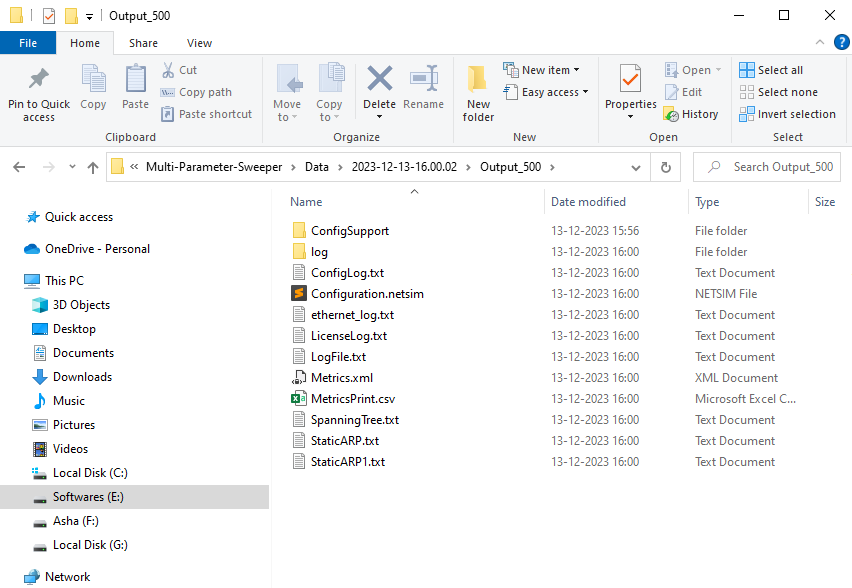 Output_500
File Home Share View
Pin to Quick access
Copy
Paste
Cut
Copy path
Paste shortcut
Clipboard
Move to
Copy to
Delete
Rename
Organize
New folder
New item
Easy access
New
Properties
Open
Edit
History
Open
Select all
Select none
Invert selection
Select
« Multi-Parameter-Sweeper > Data > 2023-12-13-16.00.02 > Output_500 >
Search Output_500
Quick access
OneDrive - Personal
This PC
3D Objects
Desktop
Documents
Downloads
Music
Pictures
Videos
Local Disk (C:)
Softwares (E:)
Asha (F:)
Local Disk (G:)
Network
Name Date modified Type Size
ConfigSupport 13-12-2023 15:56 File folder
log 13-12-2023 16:00 File folder
ConfigLog.txt 13-12-2023 16:00 Text Document
Configuration.netsim 13-12-2023 16:00 NETSIM File
ethernet_log.txt 13-12-2023 16:00 Text Document
LicenseLog.txt 13-12-2023 16:00 Text Document
LogFile.txt 13-12-2023 16:00 Text Document
Metrics.xml 13-12-2023 16:00 XML Document
MetricsPrint.csv 13-12-2023 16:00 Microsoft Excel C...
SpanningTree.txt 13-12-2023 16:00 Text Document
StaticARP.txt 13-12-2023 16:00 Text Document
StaticARP1.txt 13-12-2023 16:00 Text Document